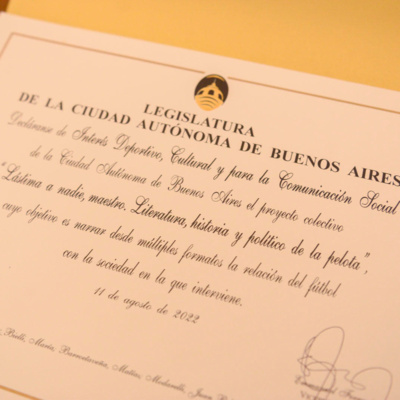 LEGISLATURA
DE LA CIUDAD AUTÓNOMA DE BUENOS AIRES
Declárase de Interés Deportivo, Cultural y para la Comunicación Social
de la Ciudad Autónoma de Buenos Aires el proyecto colectivo
"Lástima a nadie, maestro. Literatura, historia y político de la pelota",
cuyo objetivo es narrar desde múltiples formatos la relación del fútbol
con la sociedad en la que interviene.
11 de agosto de 2022